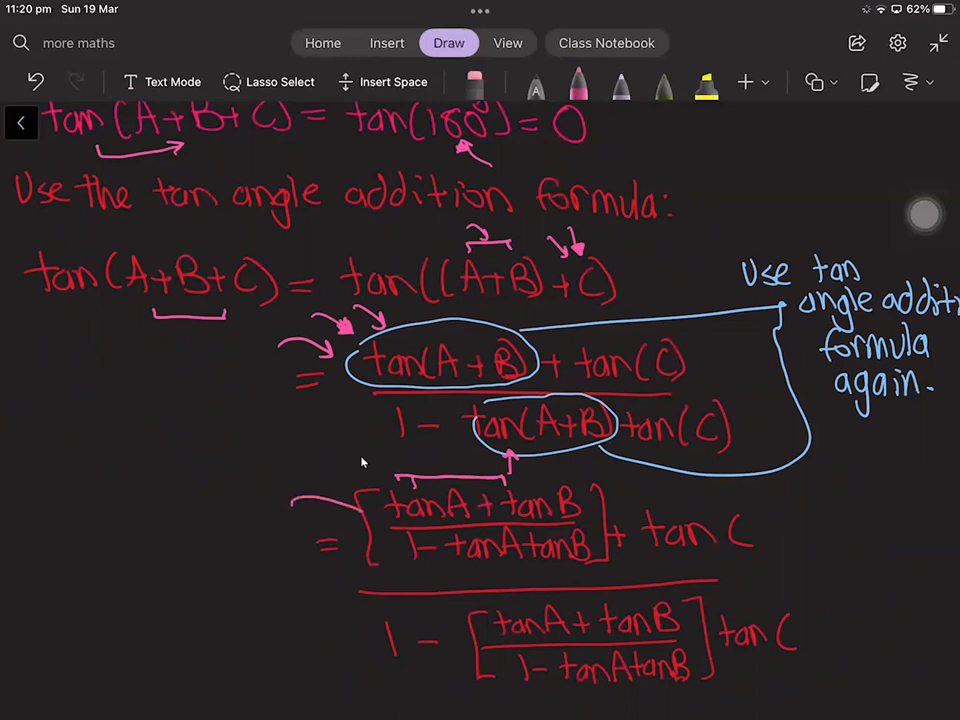 11:20 pm Sun 19 Mar
62%
more maths
Home Insert Draw View Class Notebook
Text Mode Lasso Select Insert Space
tan(A+B+C) = tan(180°) = 0
Use the tan angle addition formula:
tan(A+B+C) = tan((A+B)+C)
Use tan
angle additi
formula
again.
= tan(A+B) + tan(C)
1 - tan(A+B)tan(C)
= [tanA + tanB
1-tanAtanB] + tanC
1 - [tanA + tanB
1-tanAtanB] tanC